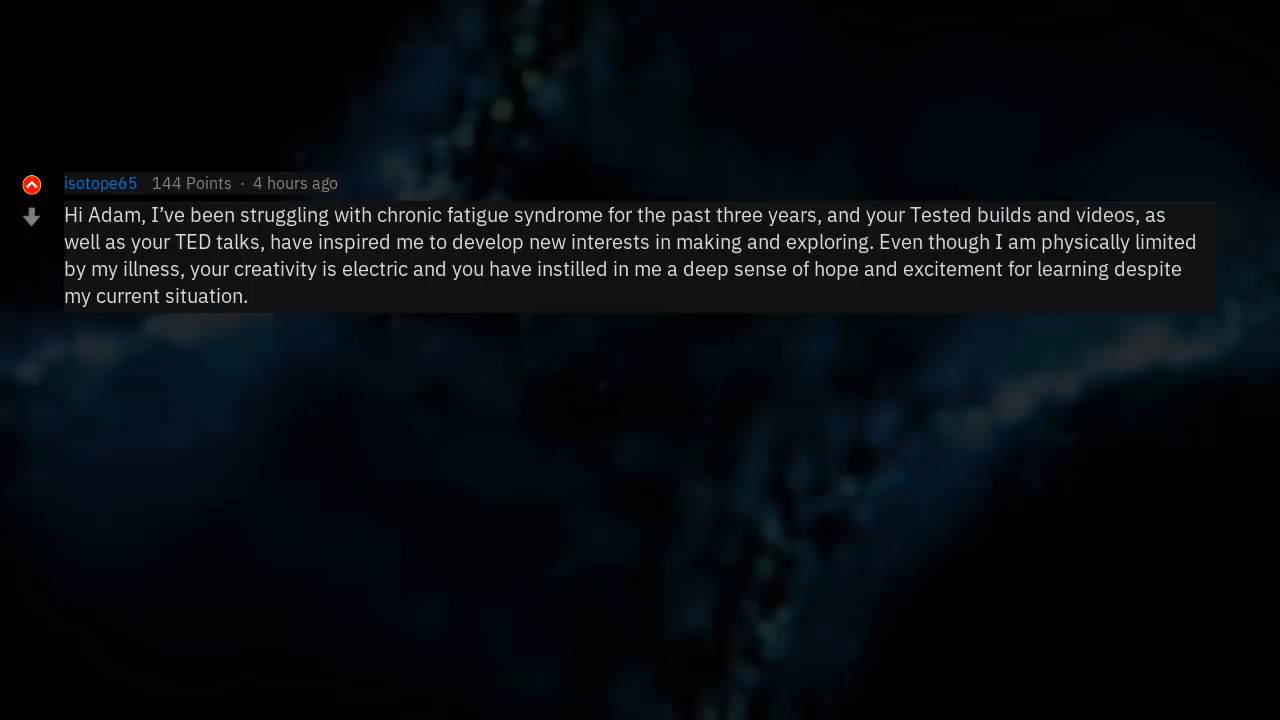 isotope65 144 Points · 4 hours ago
Hi Adam, I’ve been struggling with chronic fatigue syndrome for the past three years, and your Tested builds and videos, as
well as your TED talks, have inspired me to develop new interests in making and exploring. Even though I am physically limited
by my illness, your creativity is electric and you have instilled in me a deep sense of hope and excitement for learning despite
my current situation.